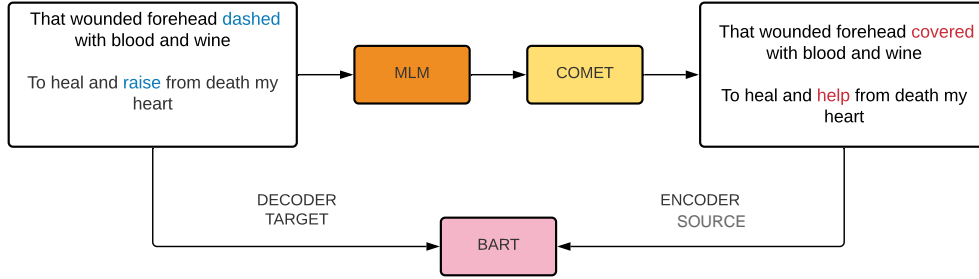 That wounded forehead dashed
with blood and wine
To heal and raise from death my
heart
MLM
COMET
That wounded forehead covered
with blood and wine
To heal and help from death my
heart
DECODER
TARGET
ENCODER
SOURCE
BART